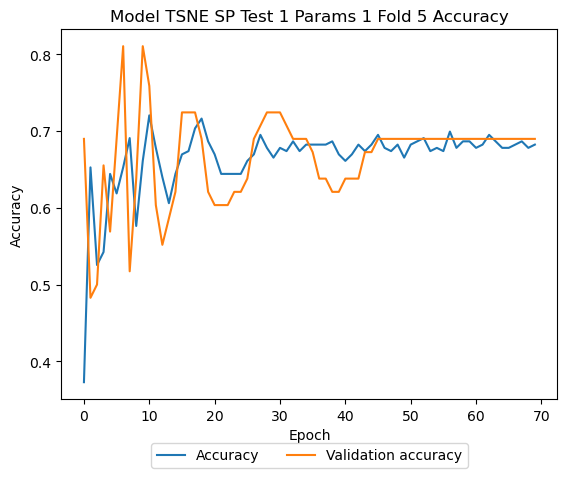 Model TSNE SP Test 1 Params 1 Fold 5 Accuracy
0.8
0.7
0.6
0.5
0.4
Accuracy
0 10 20 30 40 50 60 70
Epoch
Accuracy Validation accuracy